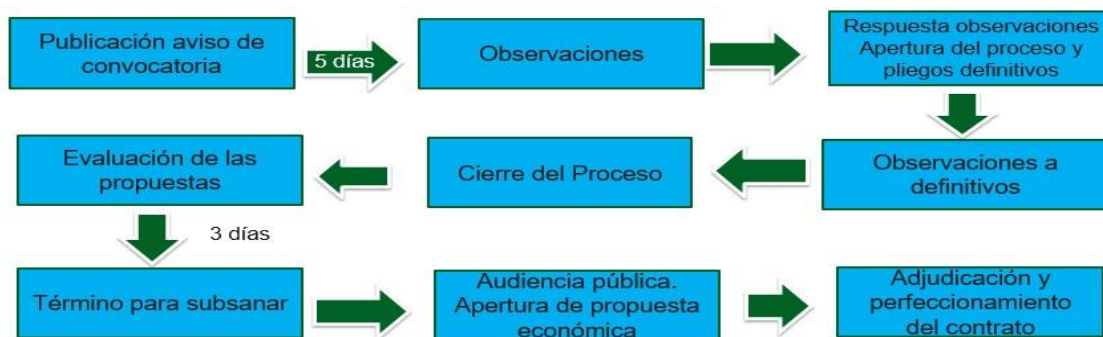 Publicación aviso de
convocatoria
5 días
Observaciones
Respuesta observaciones
Apertura del proceso y
pliegos definitivos
Observaciones a
definitivos
Cierre del Proceso
Evaluación de las
propuestas
3 días
Término para subsanar
Audiencia pública.
Apertura de propuesta
económica
Adjudicación y
perfeccionamiento
del contrato